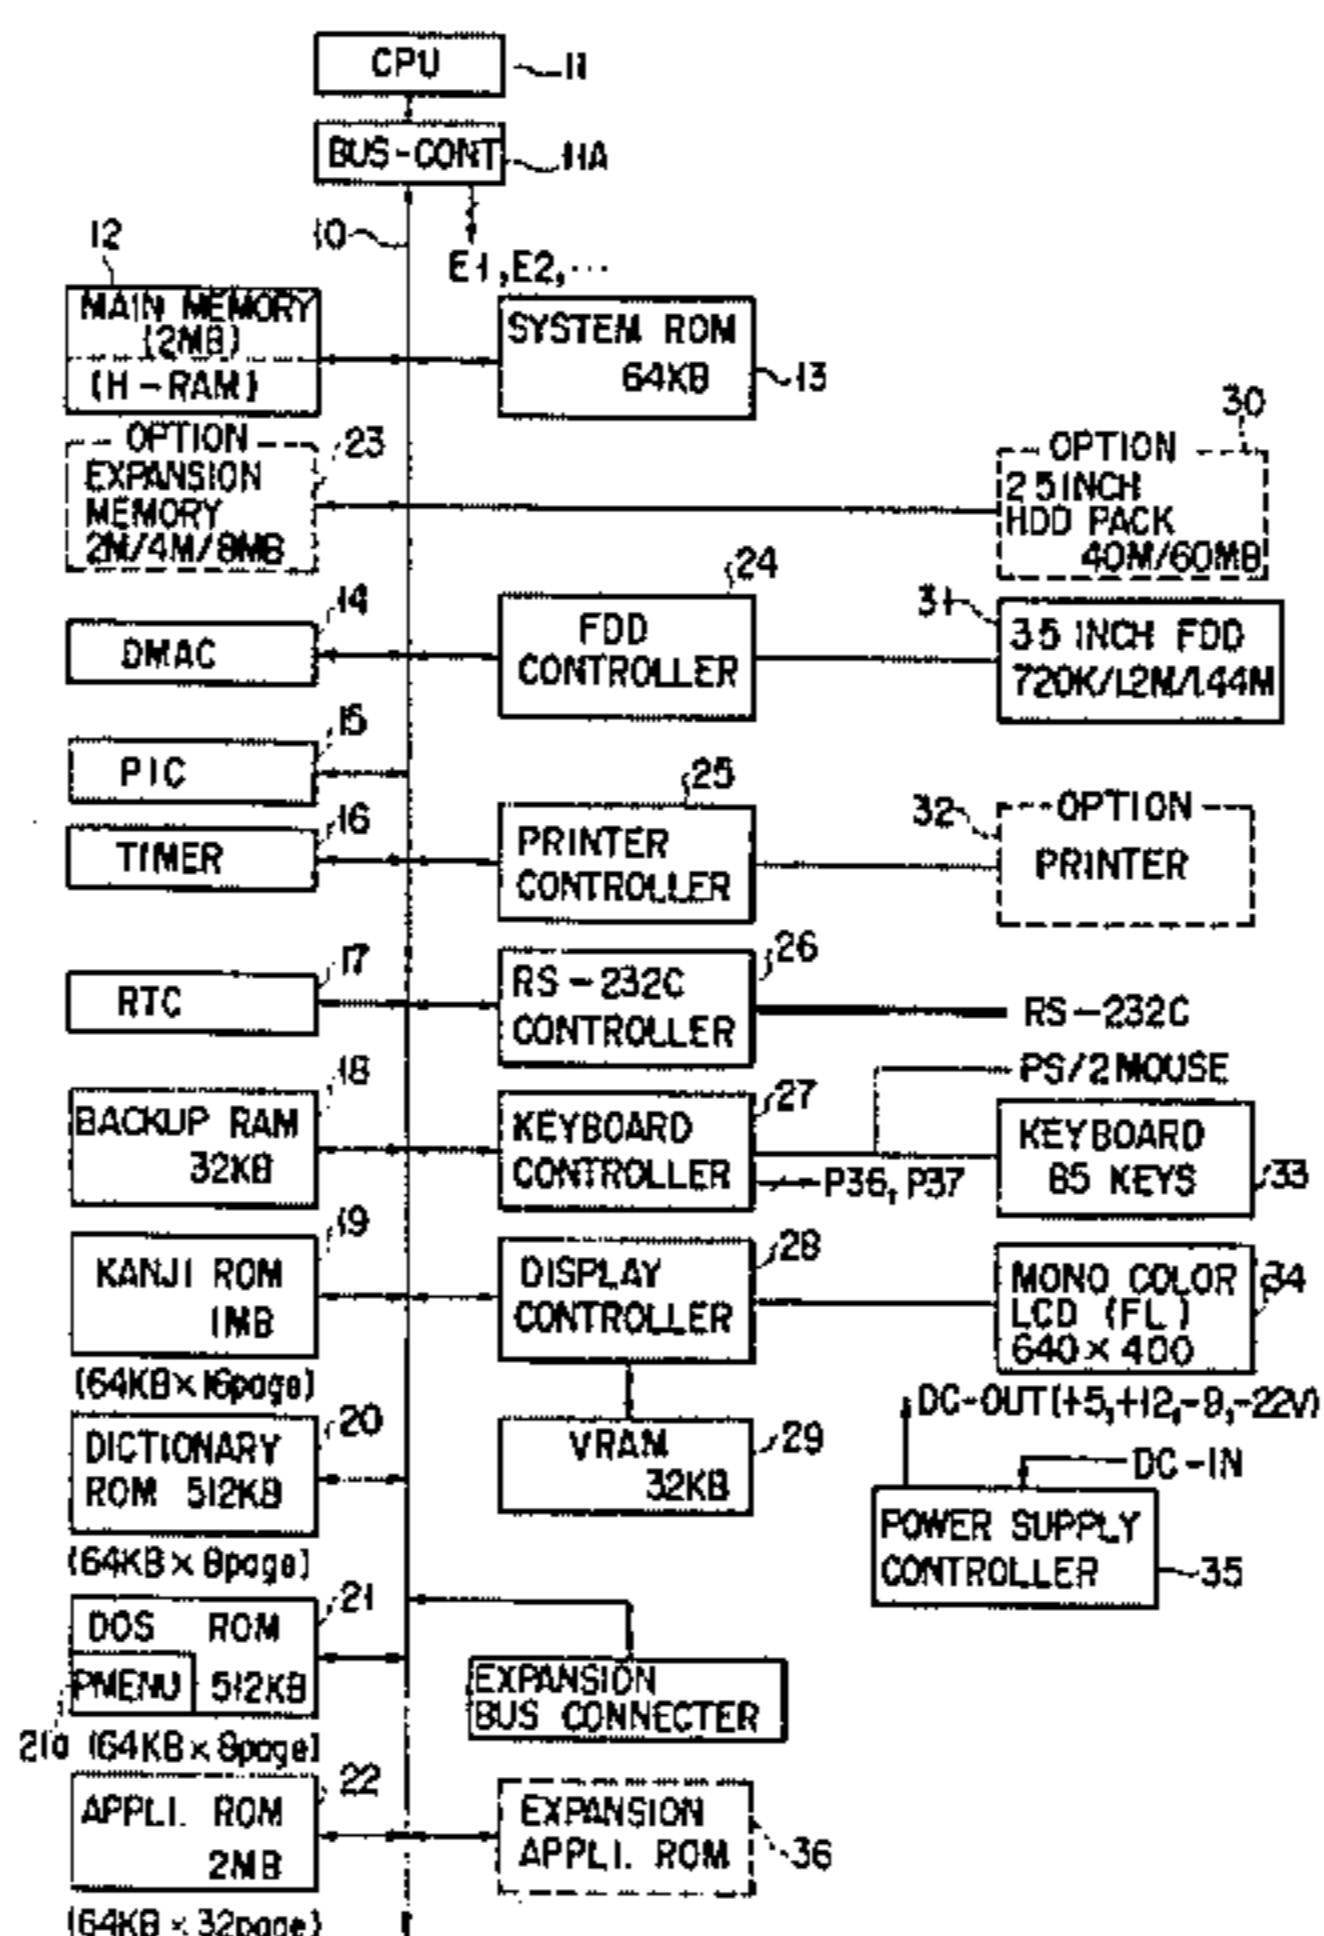 CPU
11
BUS-CONT
11A
12
10
E1, E2, ...
MAIN MEMORY
(2MB)
(H-RAM)
SYSTEM ROM
64KB
13
OPTION
23
EXPANSION
MEMORY
2M/4M/8MB
30
OPTION
2.5INCH
HDD PACK
40M/60MB
14
DMAC
24
FDD
CONTROLLER
31
3.5 INCH FDD
720K/1.2M/1.44M
15
PIC
16
TIMER
25
PRINTER
CONTROLLER
32
OPTION
PRINTER
17
RTC
26
RS-232C
CONTROLLER
RS-232C
PS/2 MOUSE
18
BACKUP RAM
32KB
27
KEYBOARD
CONTROLLER
P36, P37
KEYBOARD
85 KEYS
33
19
KANJI ROM
1MB
(64KB×16page)
28
DISPLAY
CONTROLLER
MONO COLOR
LCD (FL)
640×400
34
DC-OUT(+5,+12,-9,-22V)
20
DICTIONARY
ROM 512KB
(64KB×8page)
VRAM
32KB
29
DC-IN
POWER SUPPLY
CONTROLLER
35
21
DOS ROM
PMENU 512KB
21a (64KB×8page)
EXPANSION
BUS CONNECTER
22
APPLI. ROM
2MB
(64KB×32page)
EXPANSION
APPLI. ROM
36